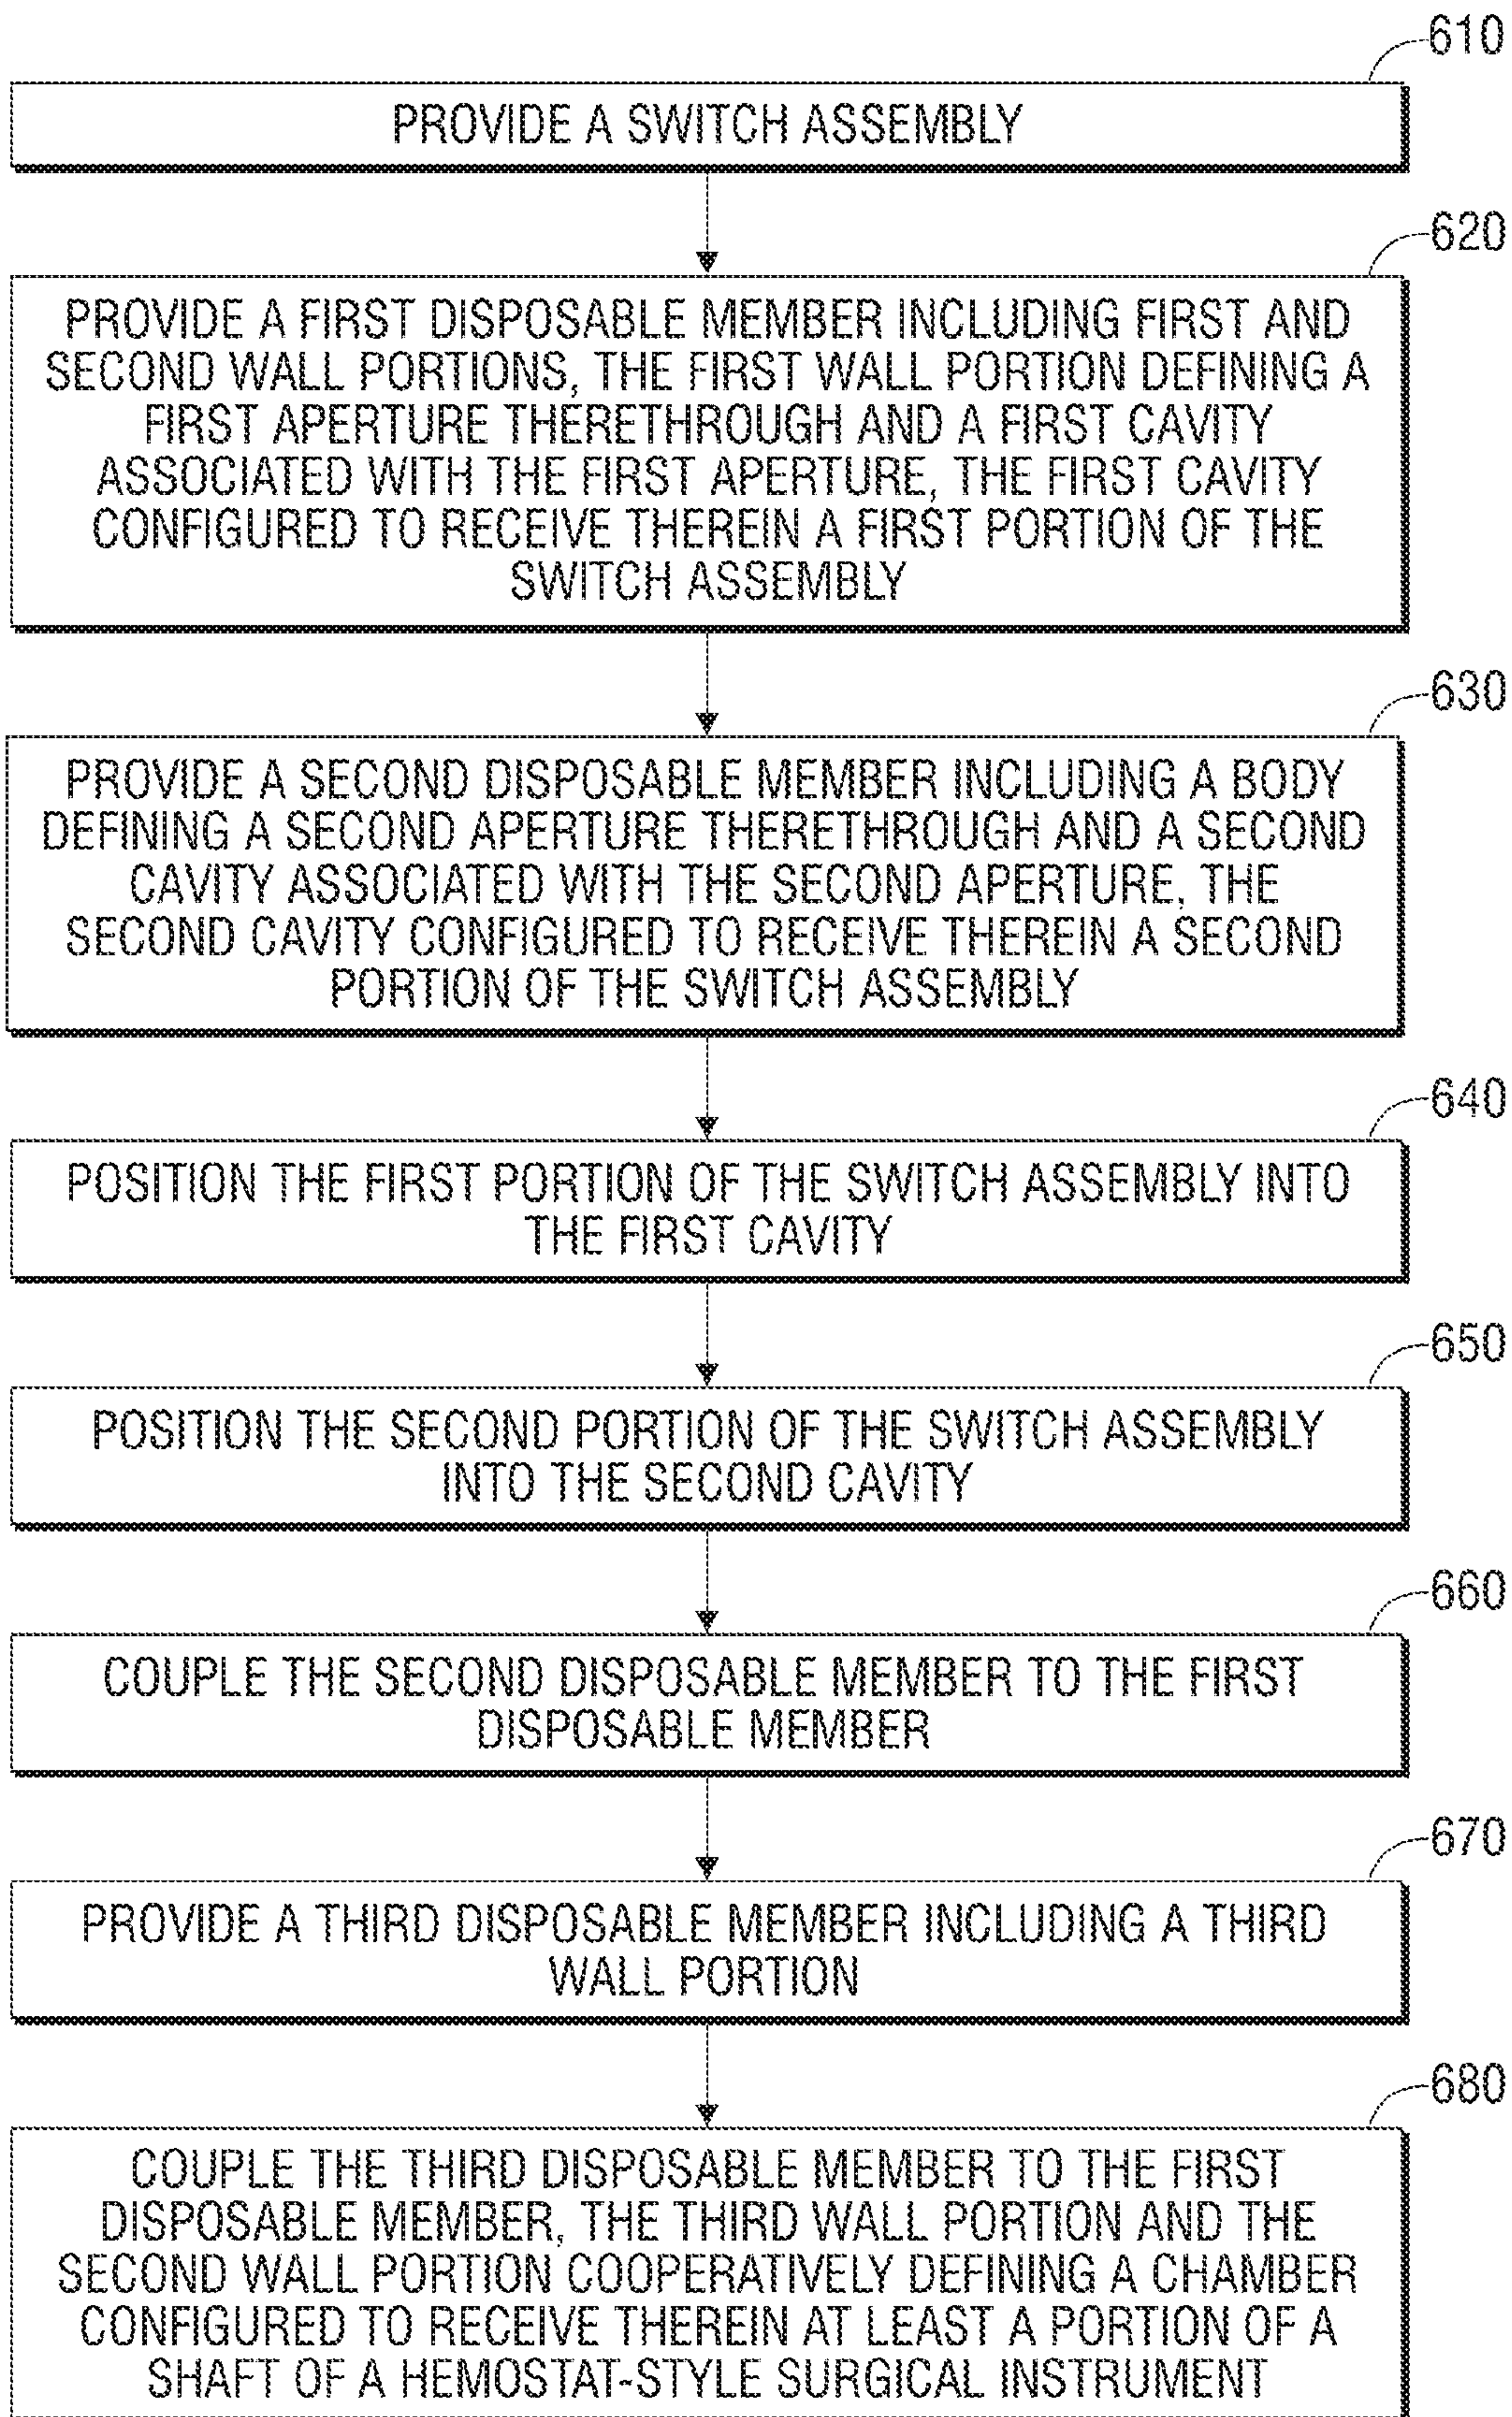 610
PROVIDE A SWITCH ASSEMBLY
620
PROVIDE A FIRST DISPOSABLE MEMBER INCLUDING FIRST AND
SECOND WALL PORTIONS, THE FIRST WALL PORTION DEFINING A
FIRST APERTURE THERETHROUGH AND A FIRST CAVITY
ASSOCIATED WITH THE FIRST APERTURE, THE FIRST CAVITY
CONFIGURED TO RECEIVE THEREIN A FIRST PORTION OF THE
SWITCH ASSEMBLY
630
PROVIDE A SECOND DISPOSABLE MEMBER INCLUDING A BODY
DEFINING A SECOND APERTURE THERETHROUGH AND A SECOND
CAVITY ASSOCIATED WITH THE SECOND APERTURE, THE
SECOND CAVITY CONFIGURED TO RECEIVE THEREIN A SECOND
PORTION OF THE SWITCH ASSEMBLY
640
POSITION THE FIRST PORTION OF THE SWITCH ASSEMBLY INTO
THE FIRST CAVITY
650
POSITION THE SECOND PORTION OF THE SWITCH ASSEMBLY
INTO THE SECOND CAVITY
660
COUPLE THE SECOND DISPOSABLE MEMBER TO THE FIRST
DISPOSABLE MEMBER
670
PROVIDE A THIRD DISPOSABLE MEMBER INCLUDING A THIRD
WALL PORTION
680
COUPLE THE THIRD DISPOSABLE MEMBER TO THE FIRST
DISPOSABLE MEMBER, THE THIRD WALL PORTION AND THE
SECOND WALL PORTION COOPERATIVELY DEFINING A CHAMBER
CONFIGURED TO RECEIVE THEREIN AT LEAST A PORTION OF A
SHAFT OF A HEMOSTAT-STYLE SURGICAL INSTRUMENT